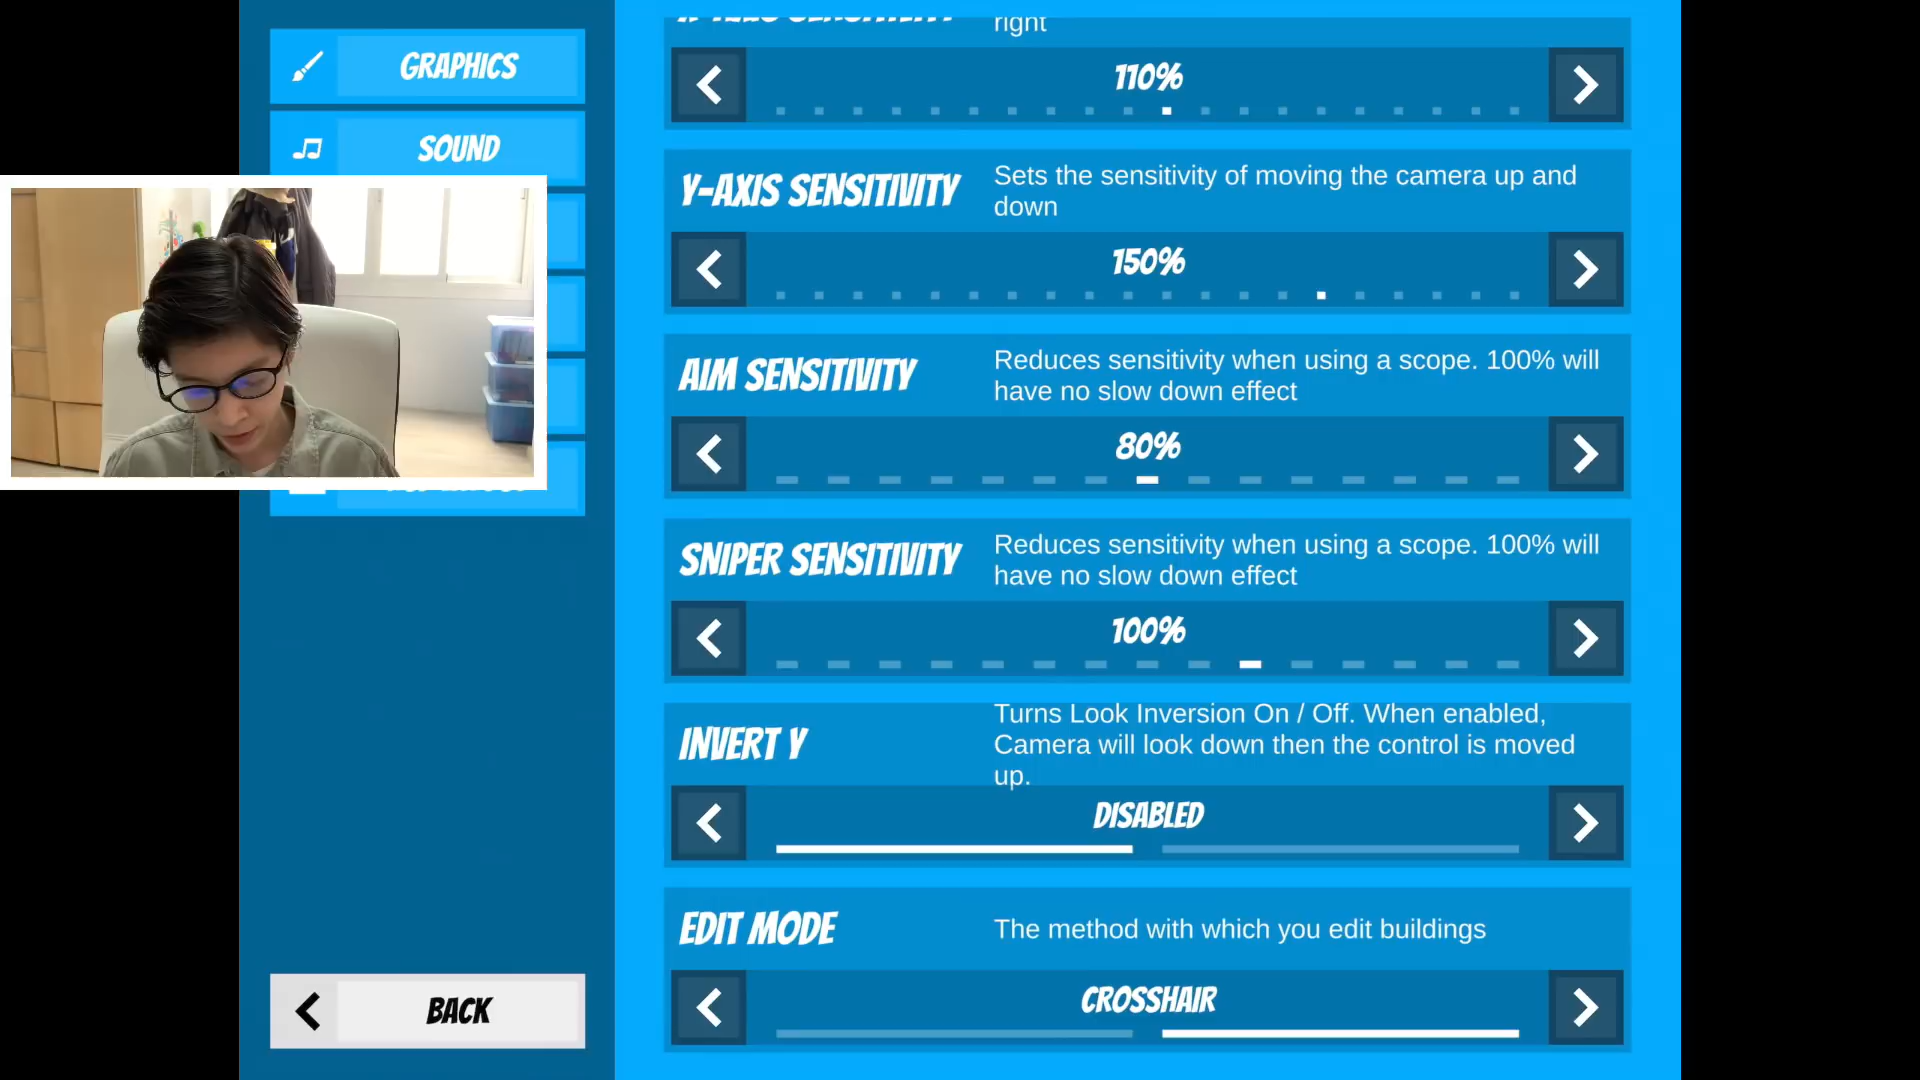 GRAPHICS
SOUND
X-AXIS SENSITIVITY
right
110%
Y-AXIS SENSITIVITY
Sets the sensitivity of moving the camera up and
down
150%
AIM SENSITIVITY
Reduces sensitivity when using a scope. 100% will
have no slow down effect
80%
SNIPER SENSITIVITY
Reduces sensitivity when using a scope. 100% will
have no slow down effect
100%
INVERT Y
Turns Look Inversion On / Off. When enabled,
Camera will look down then the control is moved
up.
DISABLED
EDIT MODE
The method with which you edit buildings
CROSSHAIR
BACK